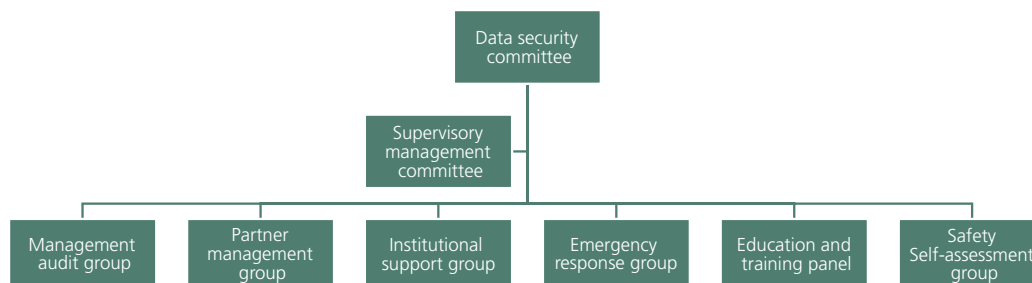 Data security
committee
Supervisory
management
committee
Management
audit group
Partner
management
group
Institutional
support group
Emergency
response group
Education and
training panel
Safety
Self-assessment
group